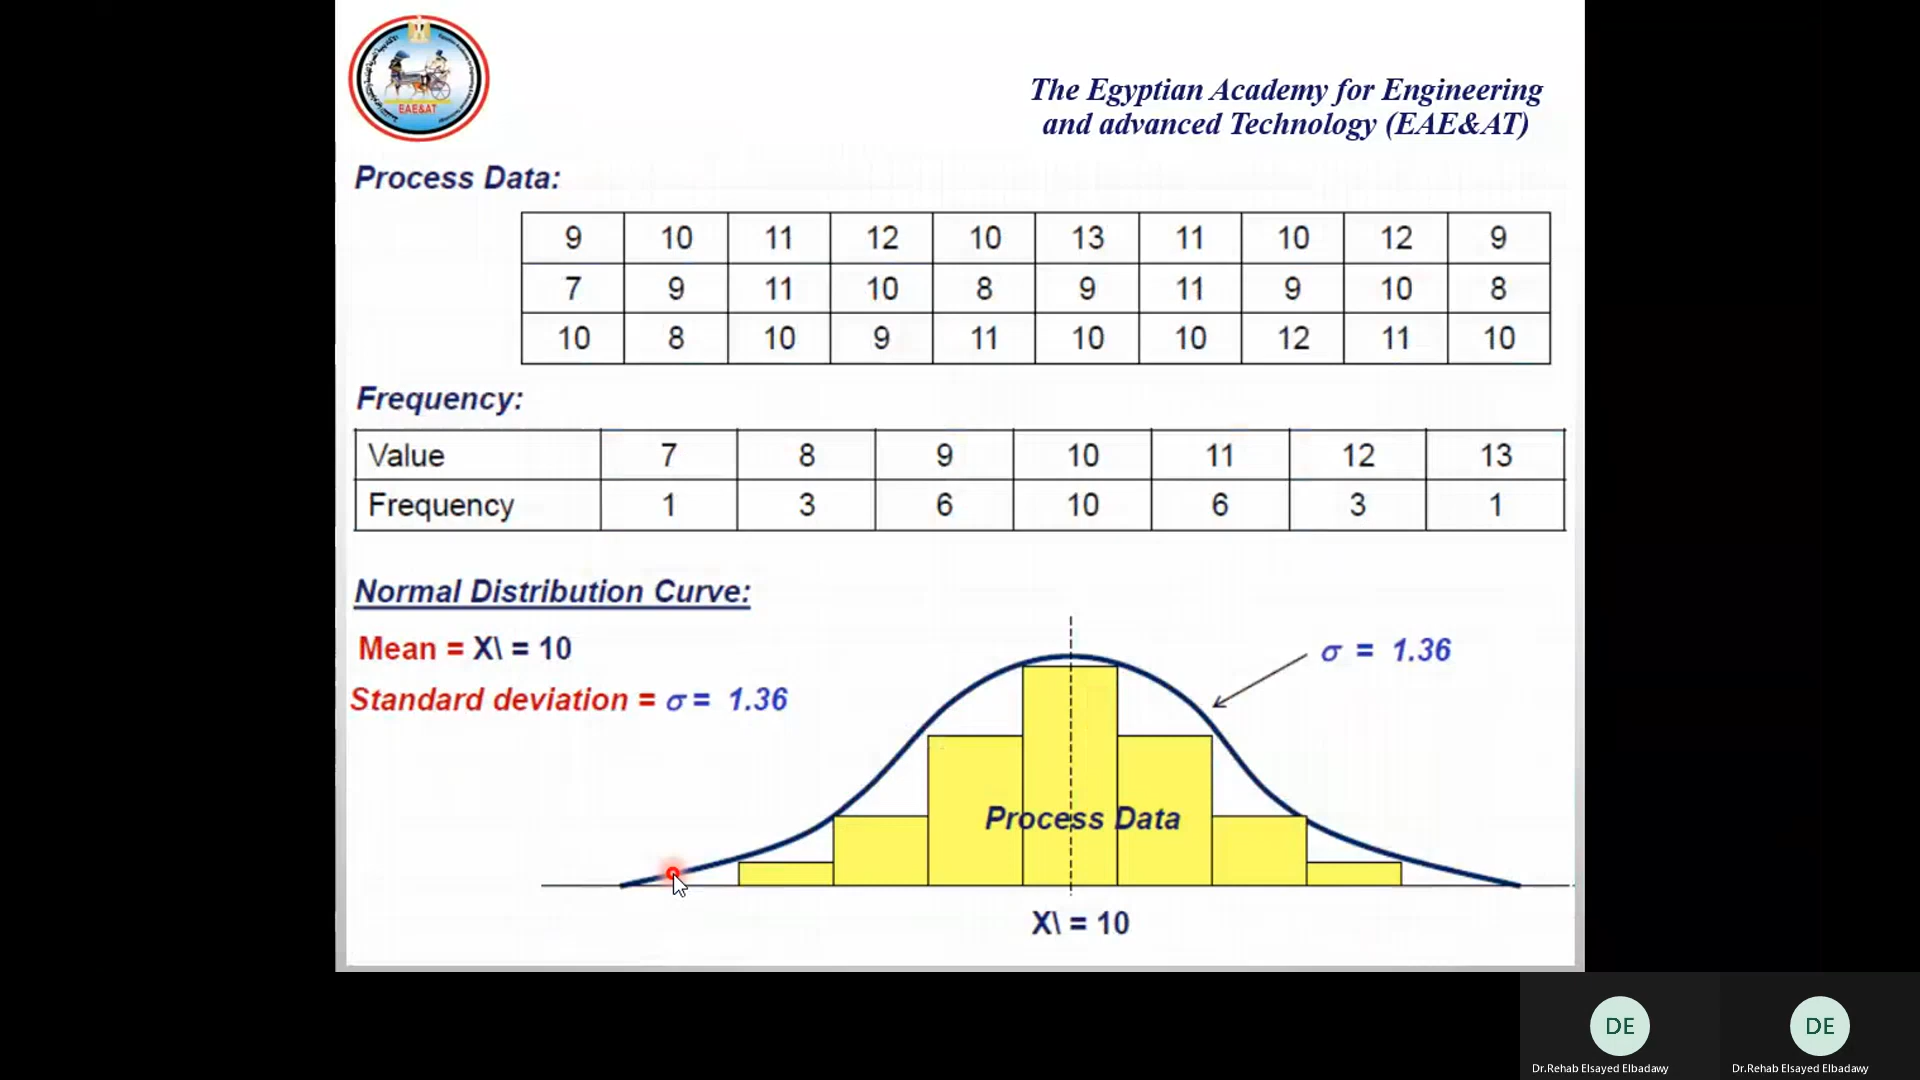 EAE&AT
The Egyptian Academy for Engineering
and advanced Technology (EAE&AT)
Process Data:
9 10 11 12 10 13 11 10 12 9
7 9 11 10 8 9 11 9 10 8
10 8 10 9 11 10 10 12 11 10
Frequency:
Value 7 8 9 10 11 12 13
Frequency 1 3 6 10 6 3 1
Normal Distribution Curve:
Mean = X\ = 10
σ = 1.36
Standard deviation = σ = 1.36
Process Data
X\ = 10
DE DE
Dr.Rehab Elsayed Elbadawy Dr.Rehab Elsayed Elbadawy